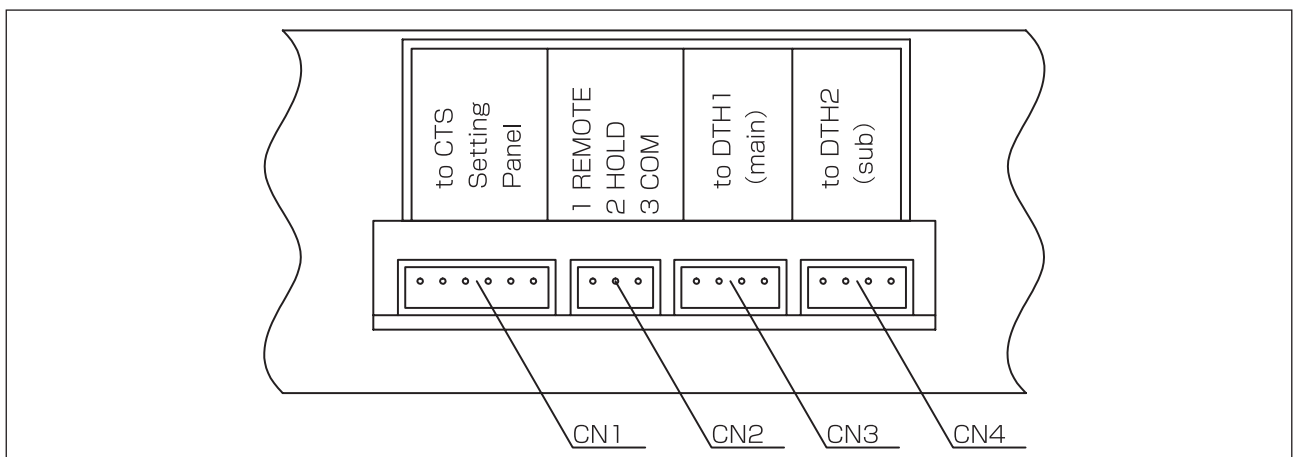 to CTS
Setting
Panel
1 REMOTE
2 HOLD
3 COM
to DTH1
(main)
to DTH2
(sub)
CN1
CN2
CN3
CN4